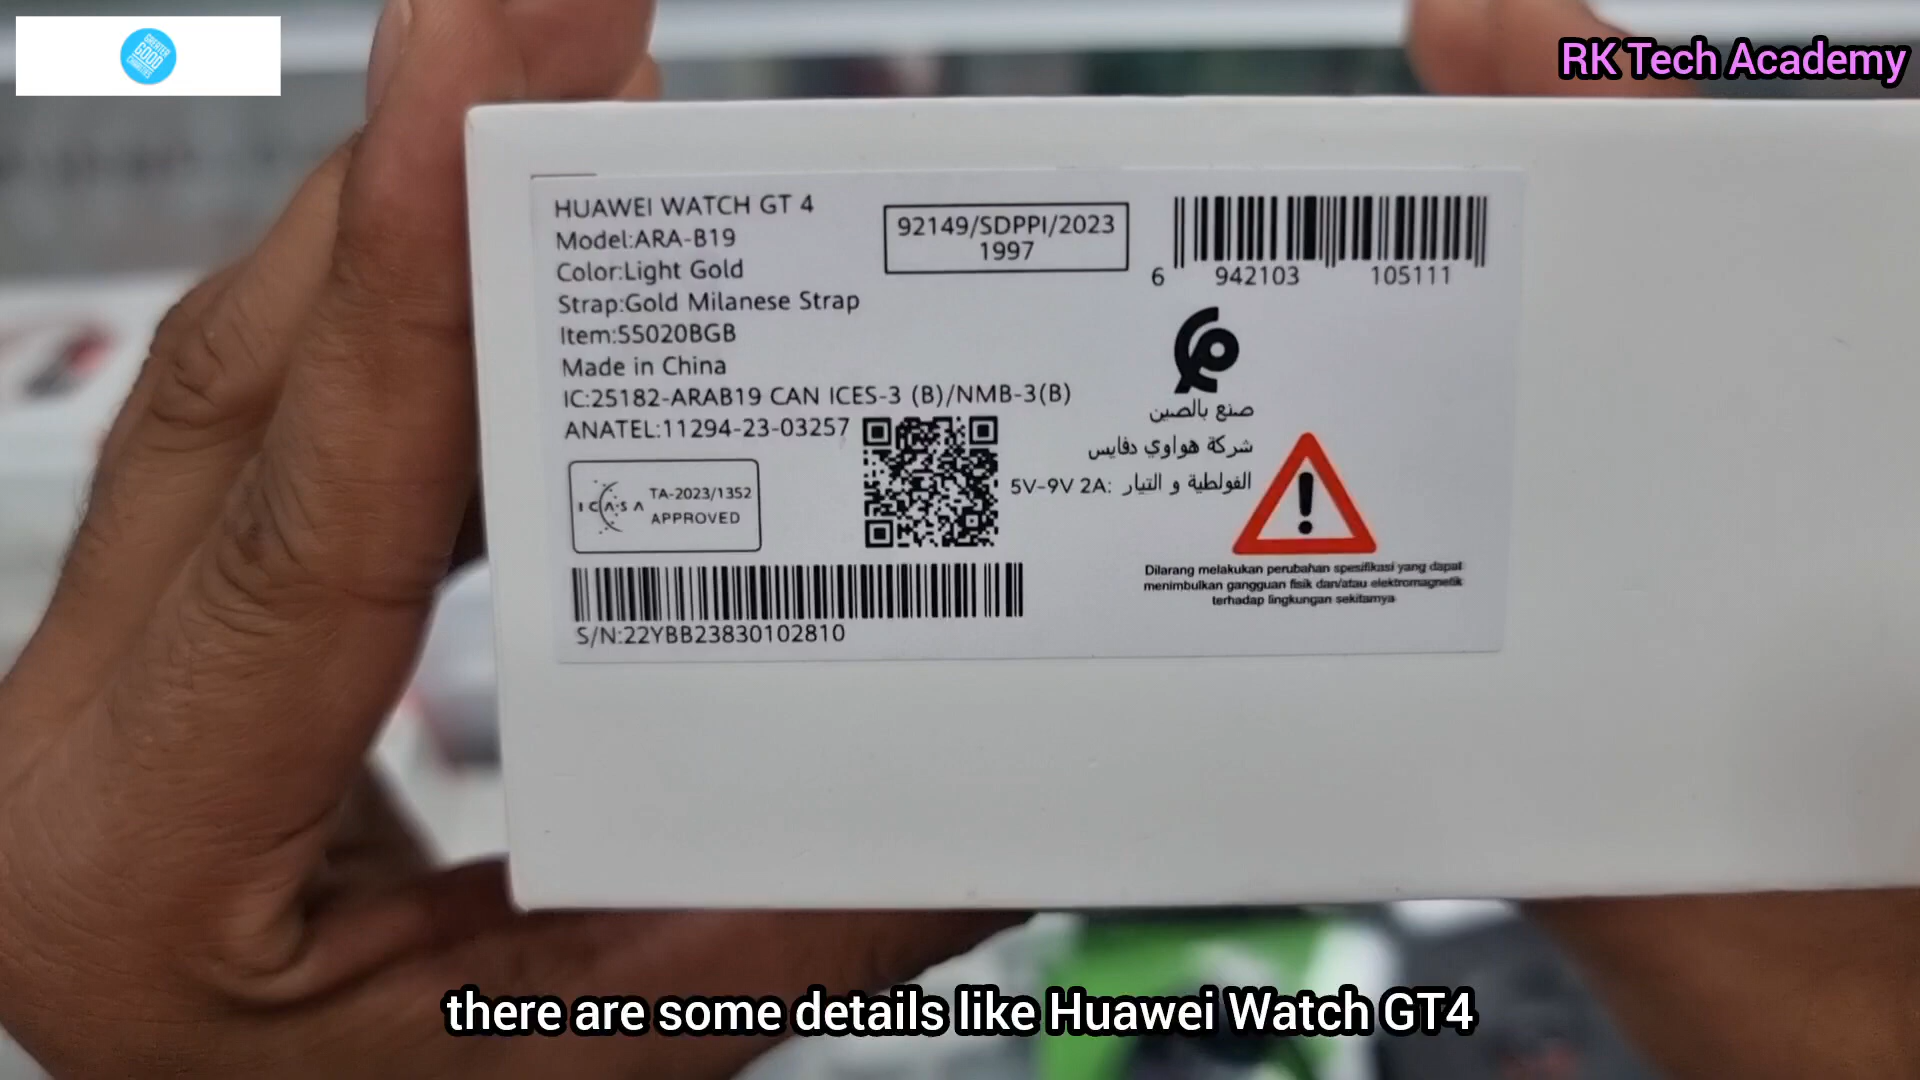 GREATER
GOOD
CHARITIES
RK Tech Academy
HUAWEI WATCH GT 4
Model:ARA-B19
Color:Light Gold
Strap:Gold Milanese Strap
Item:55020BGB
Made in China
IC:25182-ARAB19 CAN ICES-3 (B)/NMB-3(B)
ANATEL:11294-23-03257
92149/SDPPI/2023
1997
6 942103 105111
صنع بالصين
شركة هواوي دفايس
الفولطية و التيار :5V-9V 2A
ICASA
TA-2023/1352
APPROVED
Dilarang melakukan perubahan spesifikasi yang dapat
menimbulkan gangguan fisik dan/atau elektromagnetik
terhadap lingkungan sekitarnya
S/N:22YBB23830102810
there are some details like Huawei Watch GT4